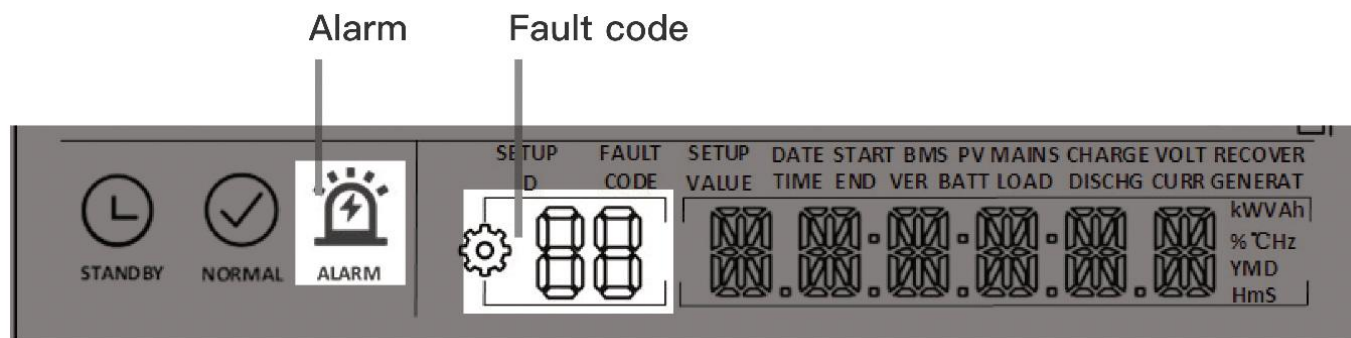 Alarm Fault code
SETUP FAULT SETUP DATE START BMS PV MAINS CHARGE VOLT RECOVER
D CODE VALUE TIME END VER BATT LOAD DISCHG CURR GENERAT
88
kWVAh
% ℃Hz
STANDBY NORMAL ALARM YMD
HmS